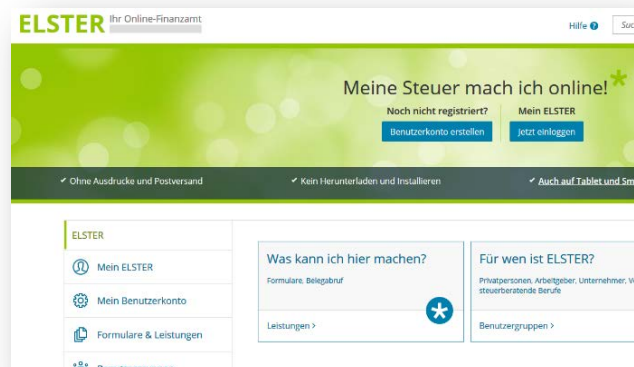 ELSTER Ihr Online-Finanzamt
Hilfe
Meine Steuer mach ich online!
Noch nicht registriert? Mein ELSTER
Benutzerkonto erstellen Jetzt einloggen
Ohne Ausdrucke und Postversand Kein Herunterladen und Installieren Auch auf Tablet und
ELSTER
Mein ELSTER
Mein Benutzerkonto
Formulare & Leistungen
Was kann ich hier machen?
Formulare, Belegabruf
Leistungen >
Für wen ist ELSTER?
Privatpersonen, Arbeitgeber, Unternehmer,
steuerberatende Berufe
Benutzergruppen >